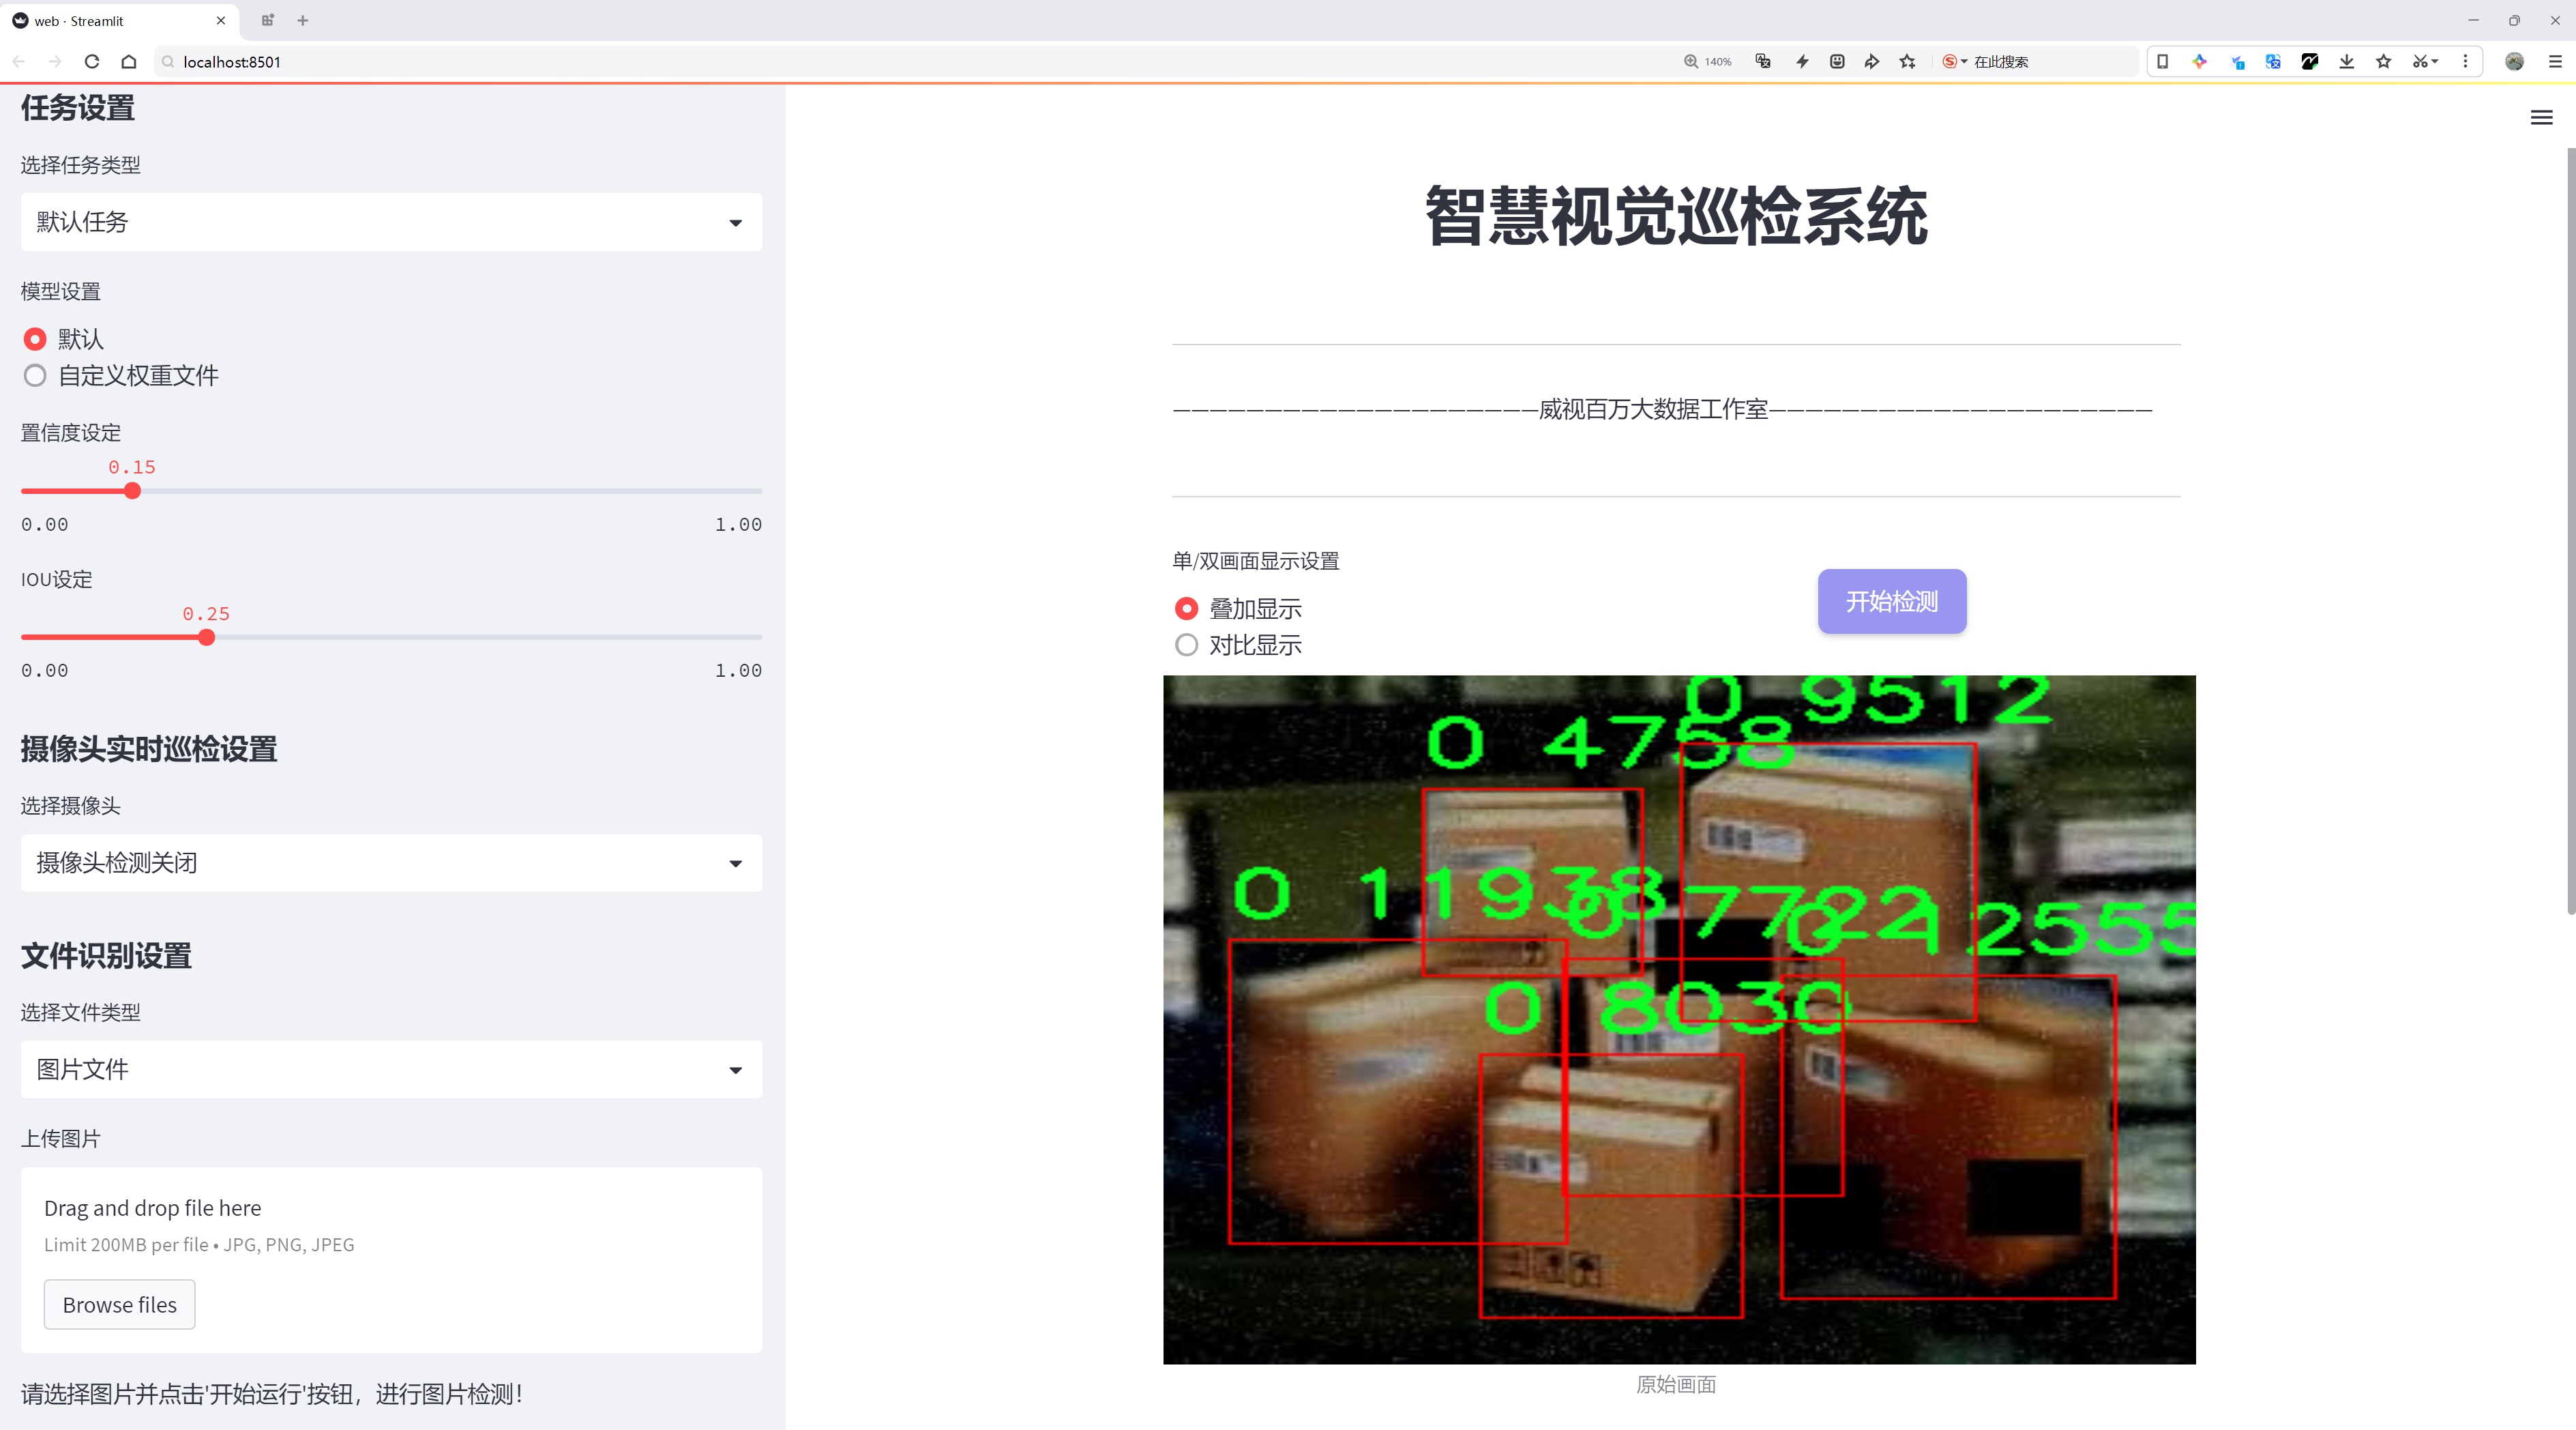 web · Streamlit
localhost:8501
140%
在此搜索
任务设置
选择任务类型
默认任务
模型设置
默认
自定义权重文件
置信度设定
0.15
0.00 1.00
IOU设定
0.25
0.00 1.00
摄像头实时巡检设置
选择摄像头
摄像头检测关闭
文件识别设置
选择文件类型
图片文件
上传图片
Drag and drop file here
Limit 200MB per file • JPG, PNG, JPEG
Browse files
请选择图片并点击'开始运行'按钮，进行图片检测！
智慧视觉巡检系统
————————————————————威视百万大数据工作室—————————————————————
单/双画面显示设置
叠加显示
对比显示
开始检测
0 9512
0 4758
0 11938
0 7722
0 12555
0 8030
原始画面